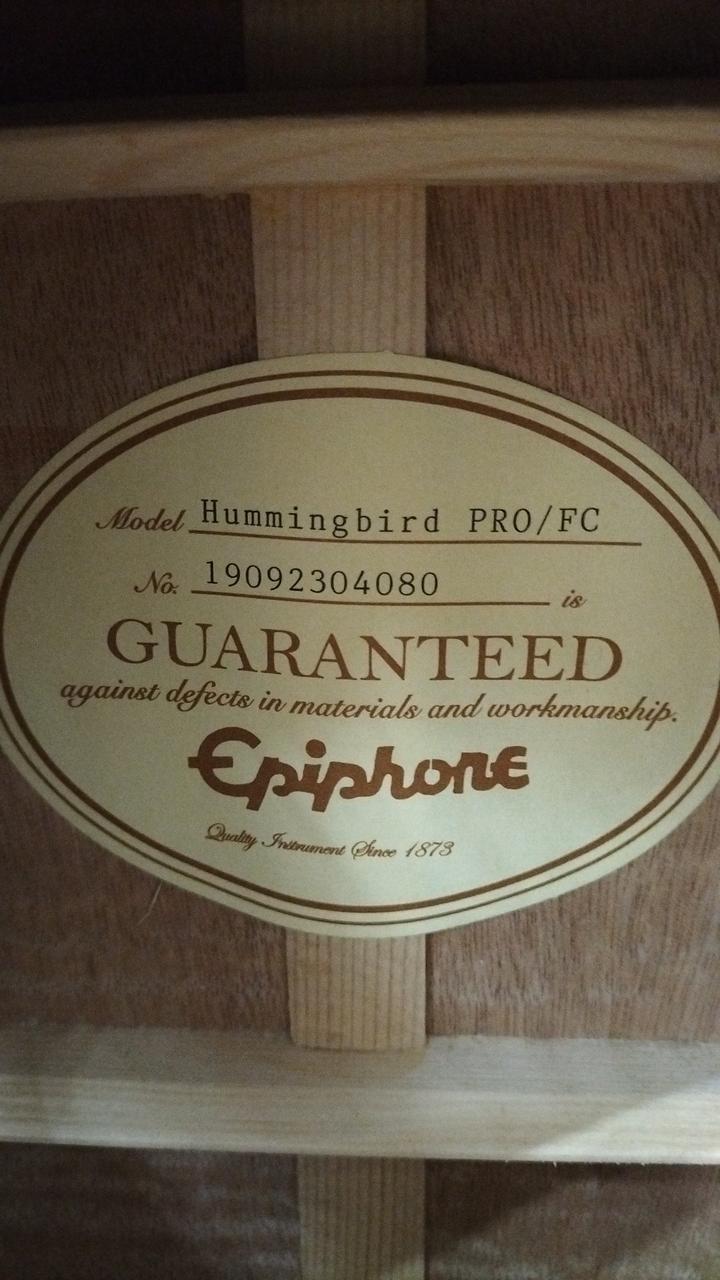 Model Hummingbird PRO/FC
No. 19092304080 is
GUARANTEED
against defects in materials and workmanship.
Epiphone
Quality Instrument Since 1873